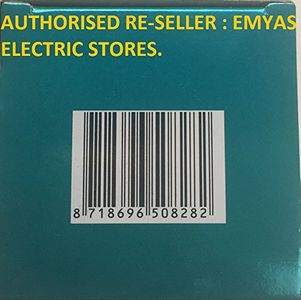 AUTHORISED RE-SELLER : EMYAS
ELECTRIC STORES.
8 718696 508282